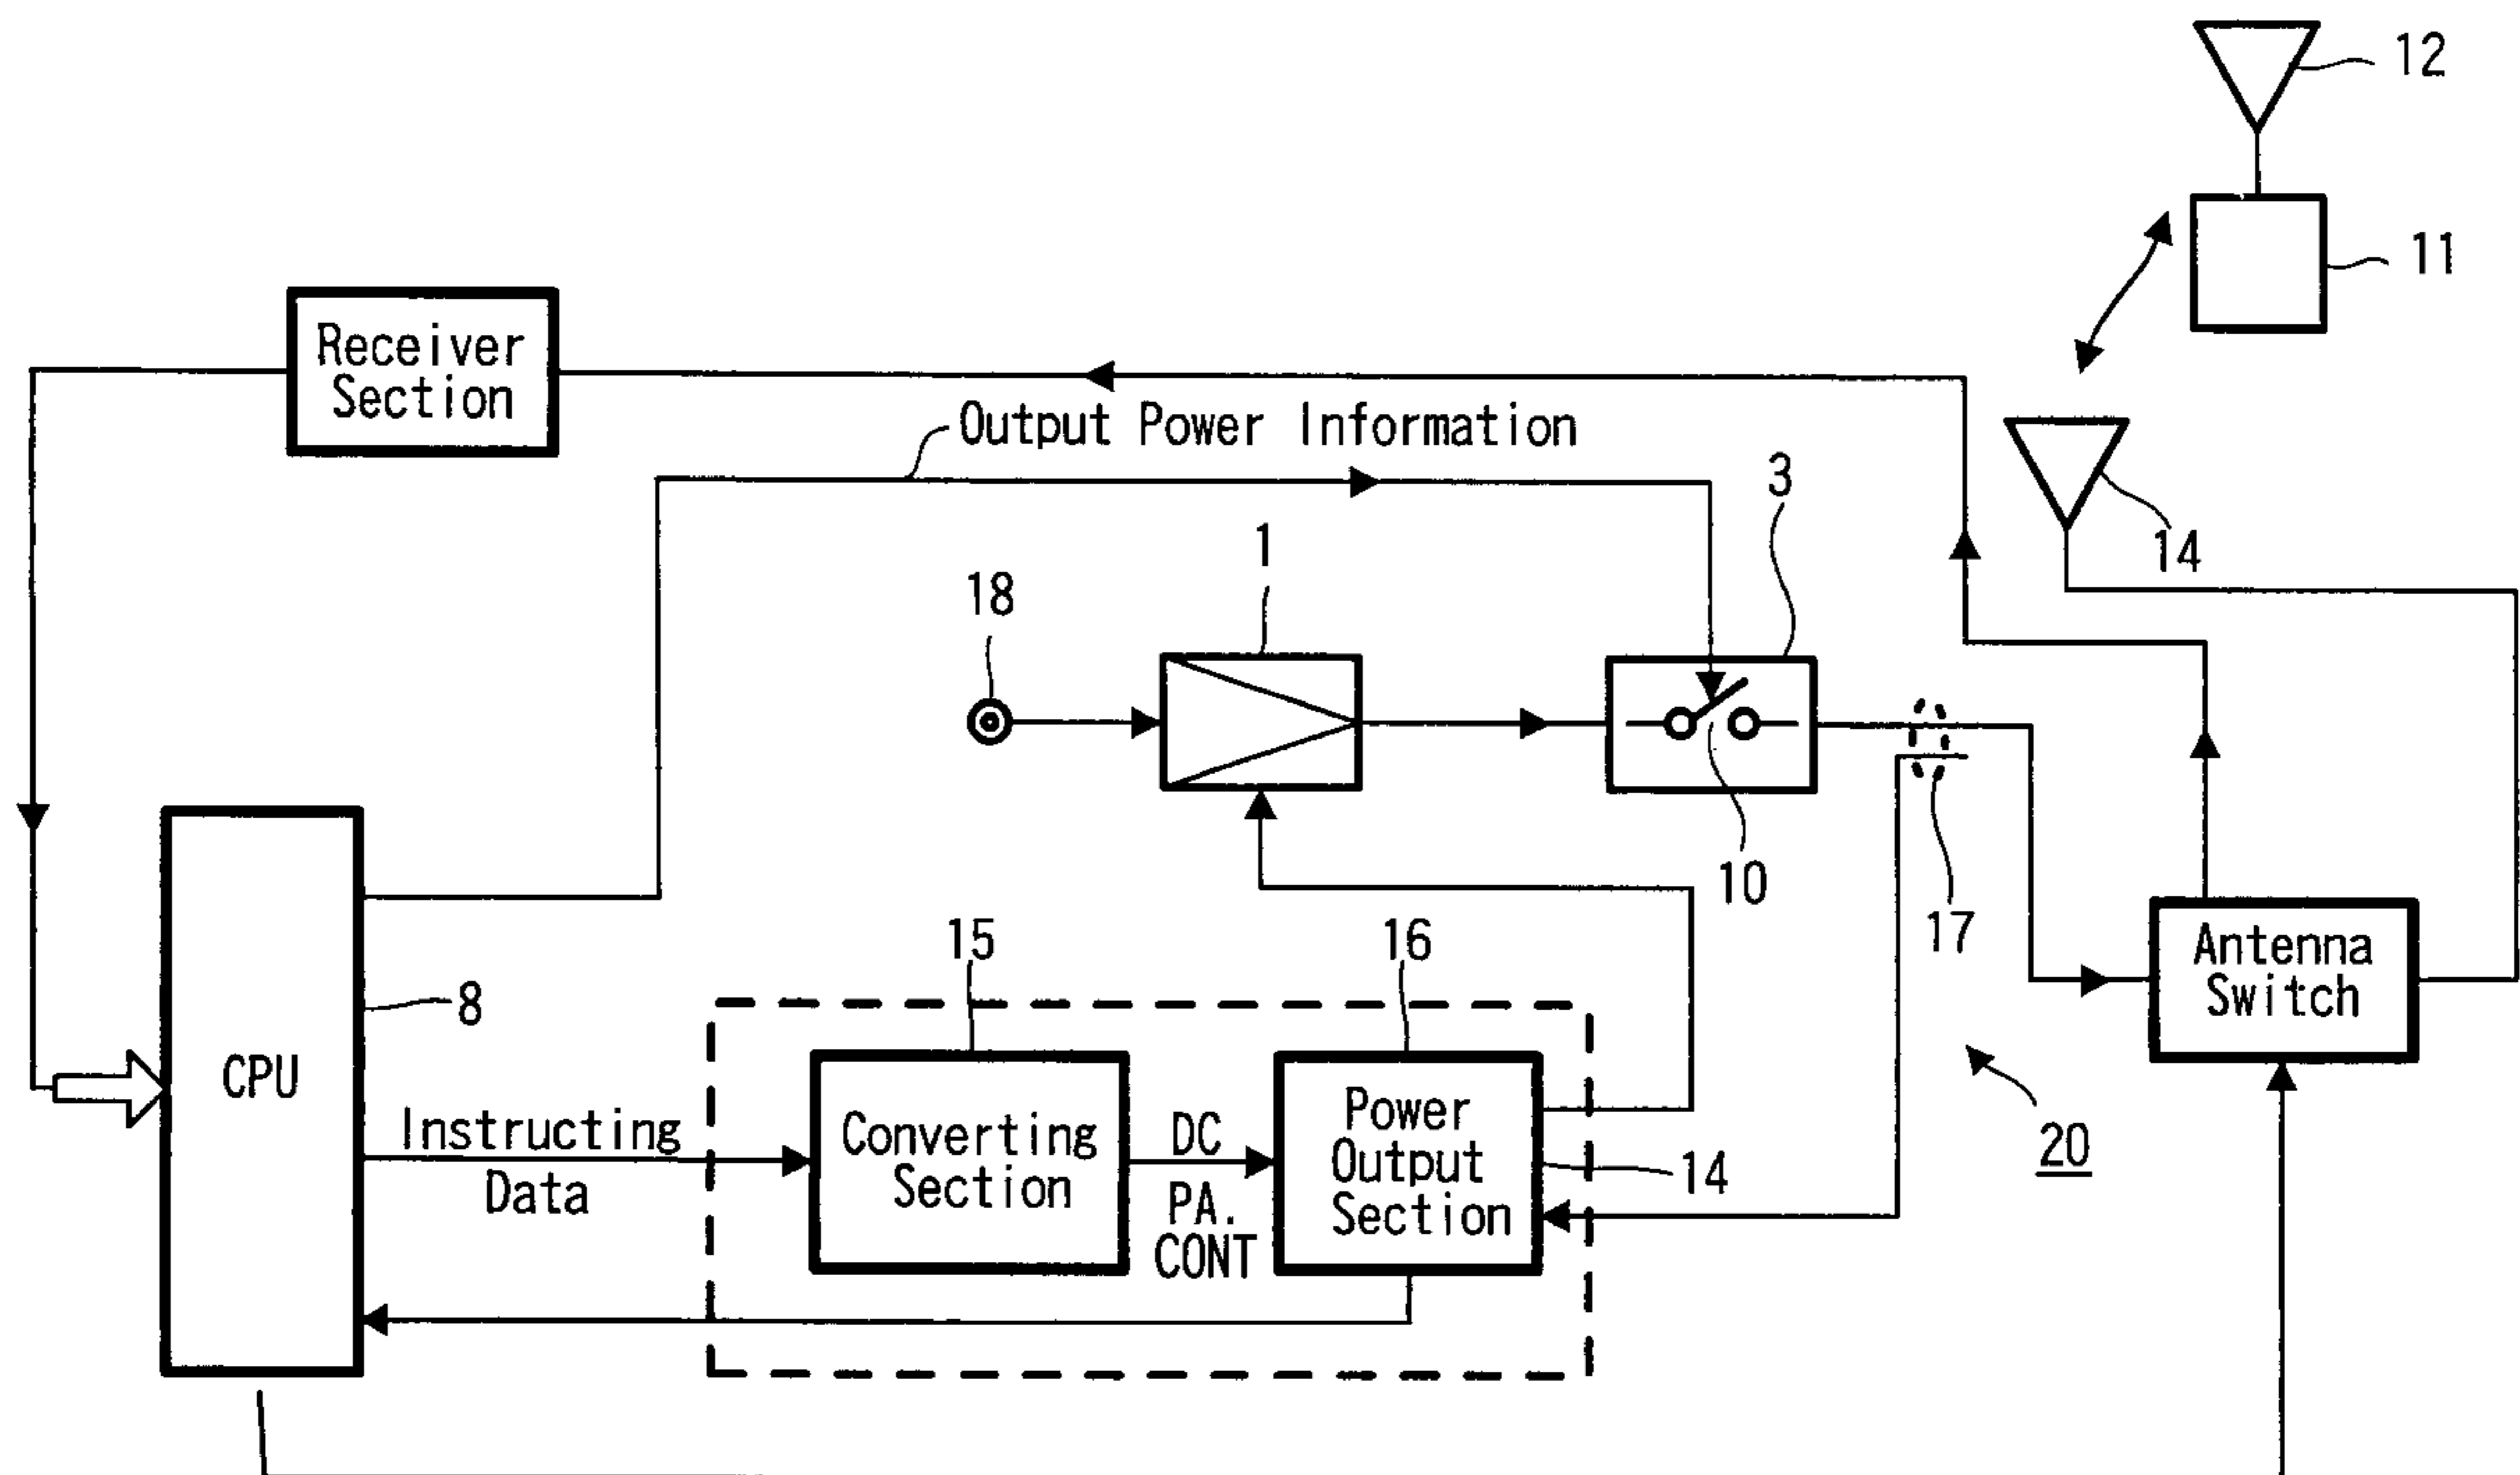 12
11
Receiver
Section
Output Power Information
3
14
1
18
10
17
Antenna
Switch
15
16
8
CPU
Instructing
Data
Converting
Section
DC
PA.
CONT
Power
Output
Section
14
20